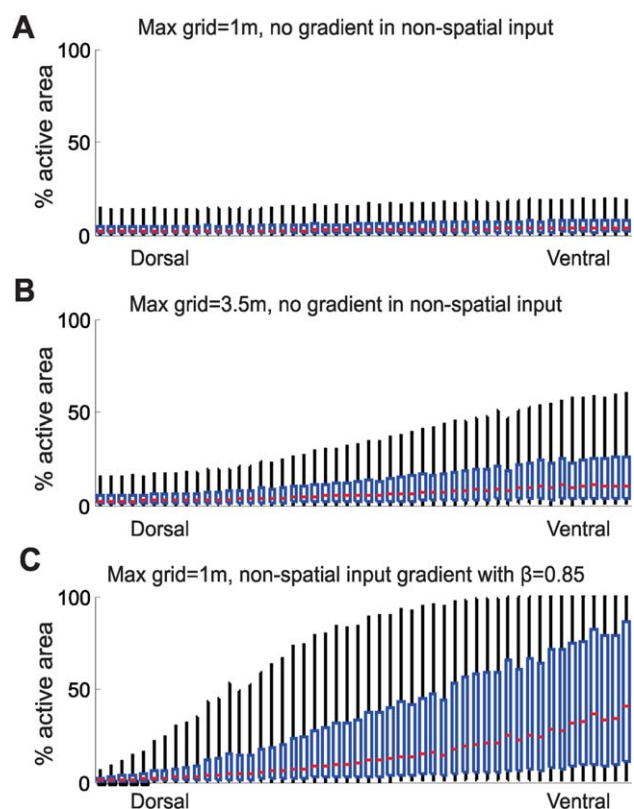 A
Max grid=1m, no gradient in non-spatial input
100
50
0
% active area
Dorsal Ventral
B
Max grid=3.5m, no gradient in non-spatial input
100
50
0
% active area
Dorsal Ventral
C
Max grid=1m, non-spatial input gradient with β=0.85
100
50
0
% active area
Dorsal Ventral